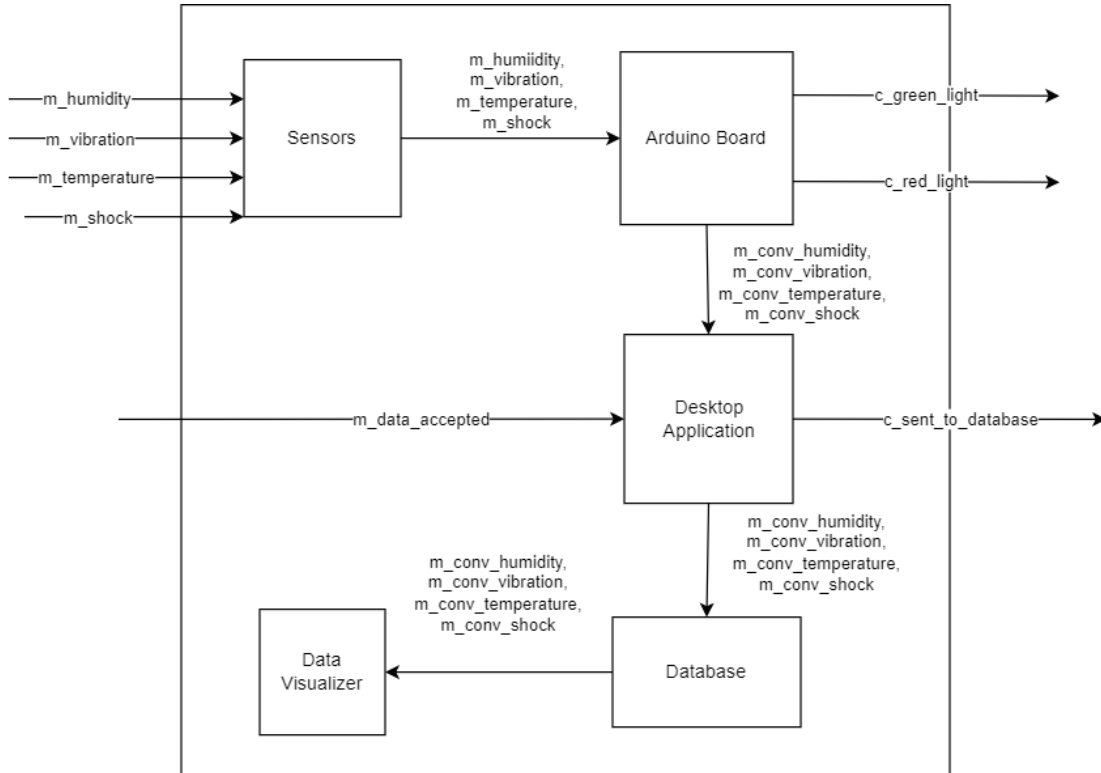 m_humidity
m_vibration
m_temperature
m_shock
Sensors
m_humiidity,
m_vibration,
m_temperature,
m_shock
Arduino Board
c_green_light
c_red_light
m_conv_humidity,
m_conv_vibration,
m_conv_temperature,
m_conv_shock
m_data_accepted
Desktop
Application
c_sent_to_database
m_conv_humidity,
m_conv_vibration,
m_conv_temperature,
m_conv_shock
m_conv_humidity,
m_conv_vibration,
m_conv_temperature,
m_conv_shock
Data
Visualizer
Database